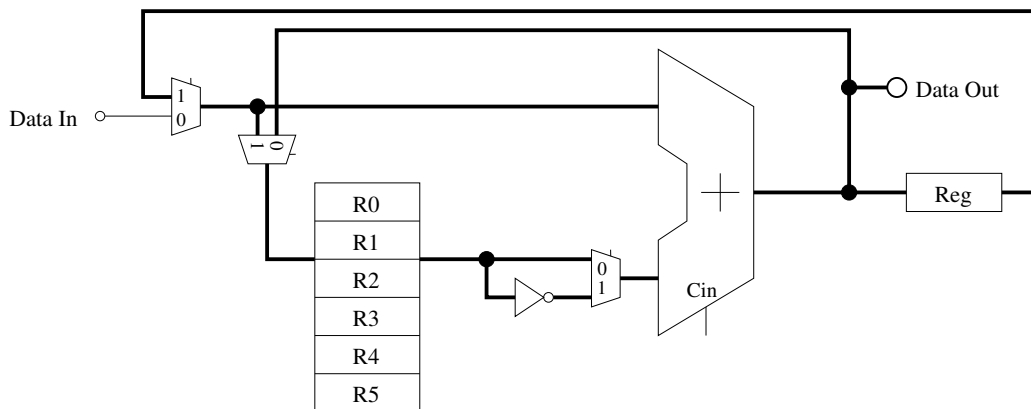 1
0
Data In
1
0
R0
R1
R2
R3
R4
R5
0
1
+
Cin
Data Out
Reg